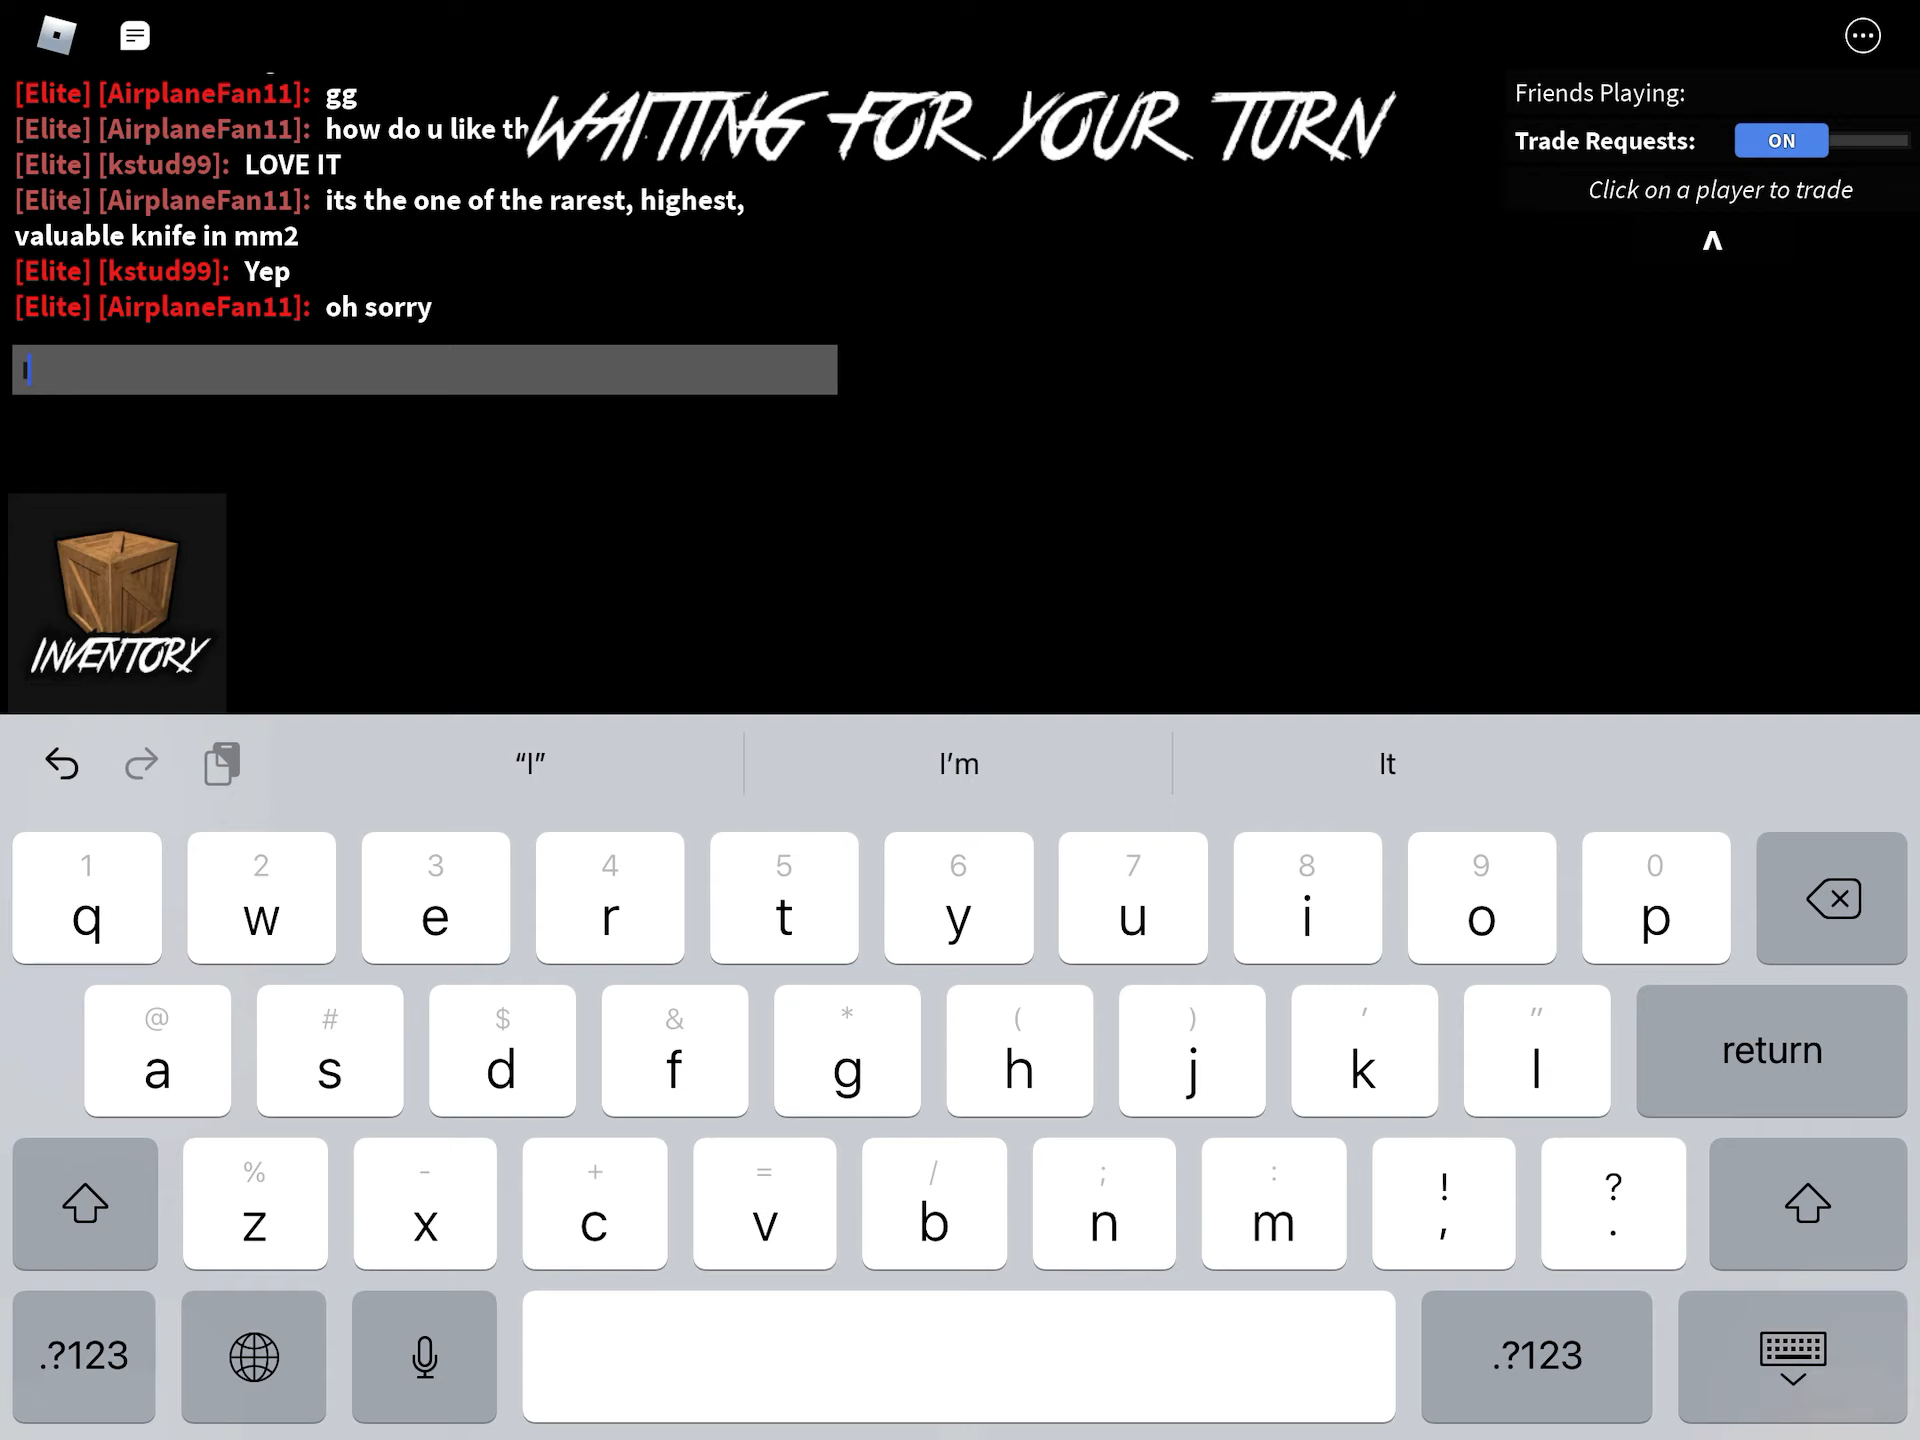 [Elite] [AirplaneFan11]: gg
[Elite] [AirplaneFan11]: how do u like th
WAITING FOR YOUR TURN
[Elite] [kstud99]: LOVE IT
[Elite] [AirplaneFan11]: its the one of the rarest, highest,
valuable knife in mm2
[Elite] [kstud99]: Yep
[Elite] [AirplaneFan11]: oh sorry
I
Friends Playing:
Trade Requests: ON
Click on a player to trade
INVENTORY
“I” I’m It
1 2 3 4 5 6 7 8 9 0
q w e r t y u i o p
@ # $ & * ( ) ' "
a s d f g h j k l return
% - + = / ; : ! ?
z x c v b n m , .
.?123 .?123